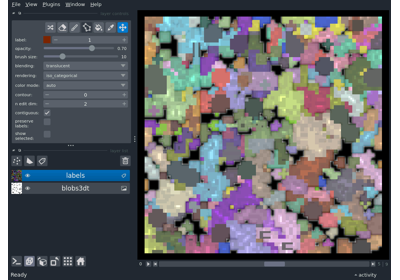 File View Plugins Window Help
label: 1
opacity: 0.70
brush size: 10
blending: translucent
rendering: iso_categorical
color mode: auto
contour: 0
n edit dim: 2
contiguous:
preserve labels:
show selected:
labels
blobs3dt
Ready
activity